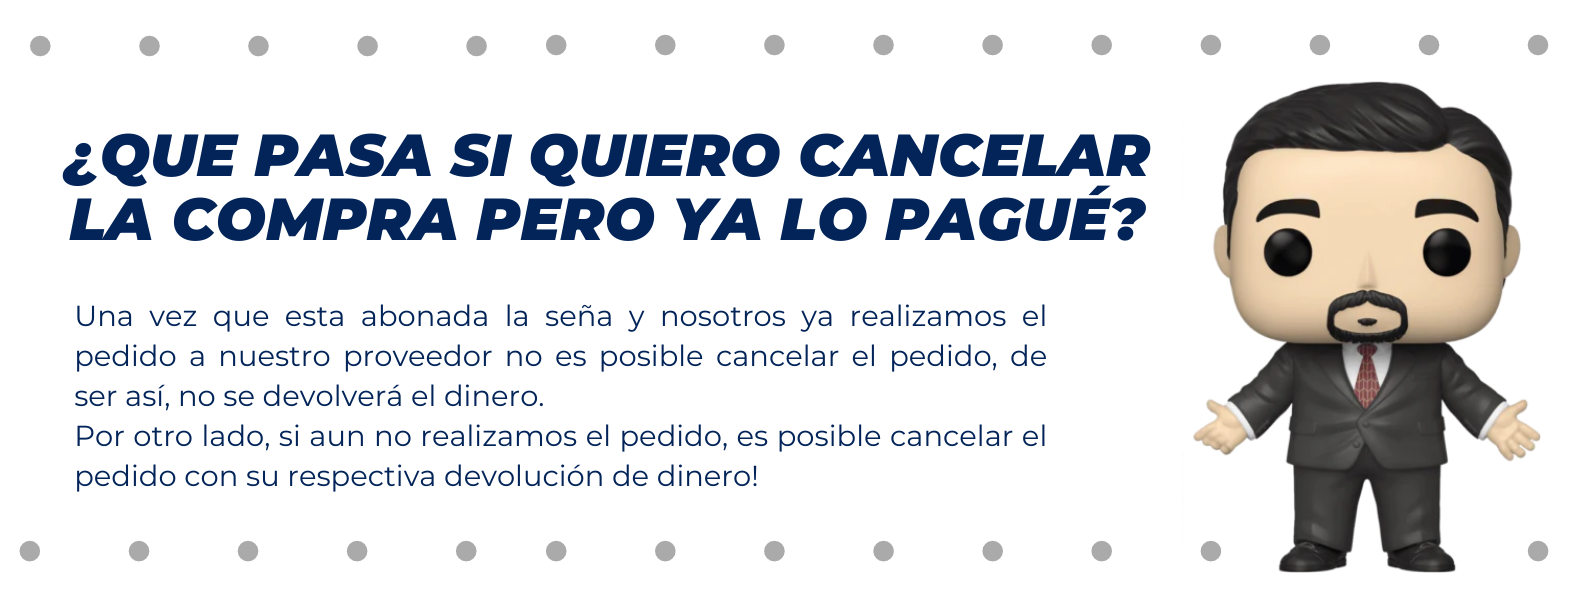 ¿QUE PASA SI QUIERO CANCELAR
LA COMPRA PERO YA LO PAGUÉ?
Una vez que esta abonada la seña y nosotros ya realizamos el
pedido a nuestro proveedor no es posible cancelar el pedido, de
ser así, no se devolverá el dinero.
Por otro lado, si aun no realizamos el pedido, es posible cancelar el
pedido con su respectiva devolución de dinero!